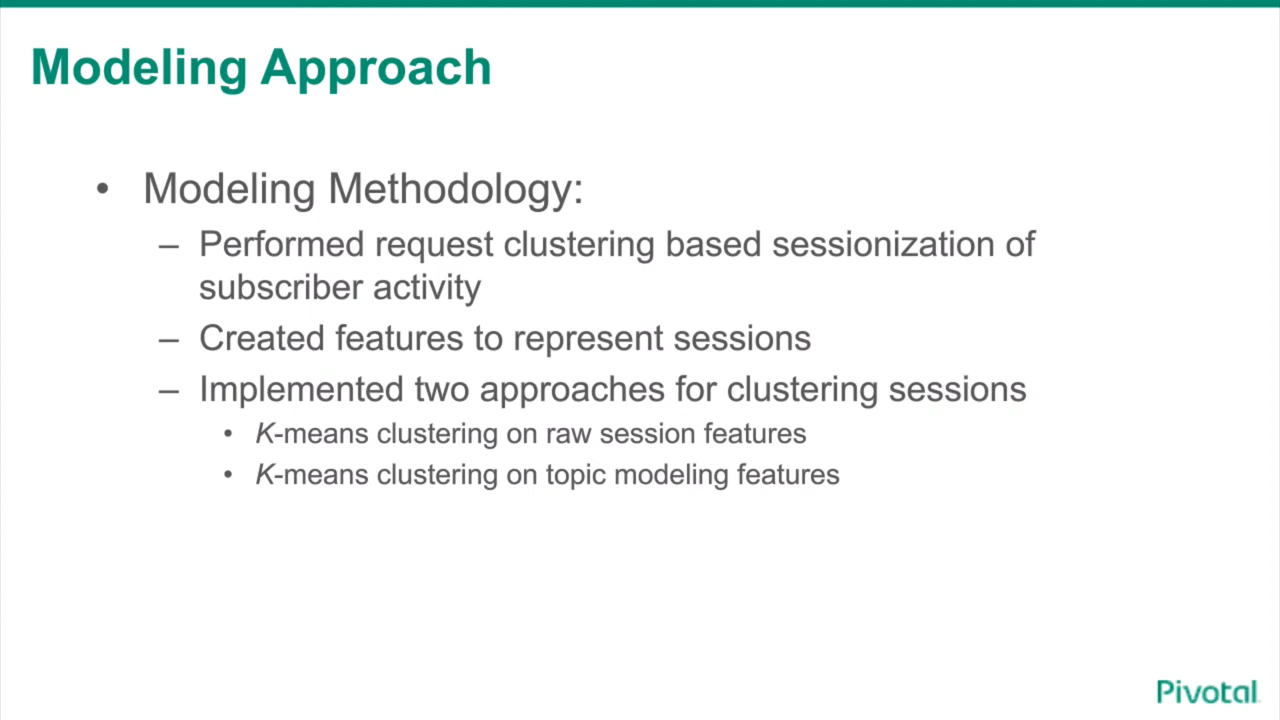 Modeling Approach
• Modeling Methodology:
– Performed request clustering based sessionization of
subscriber activity
– Created features to represent sessions
– Implemented two approaches for clustering sessions
• K-means clustering on raw session features
• K-means clustering on topic modeling features
Pivotal